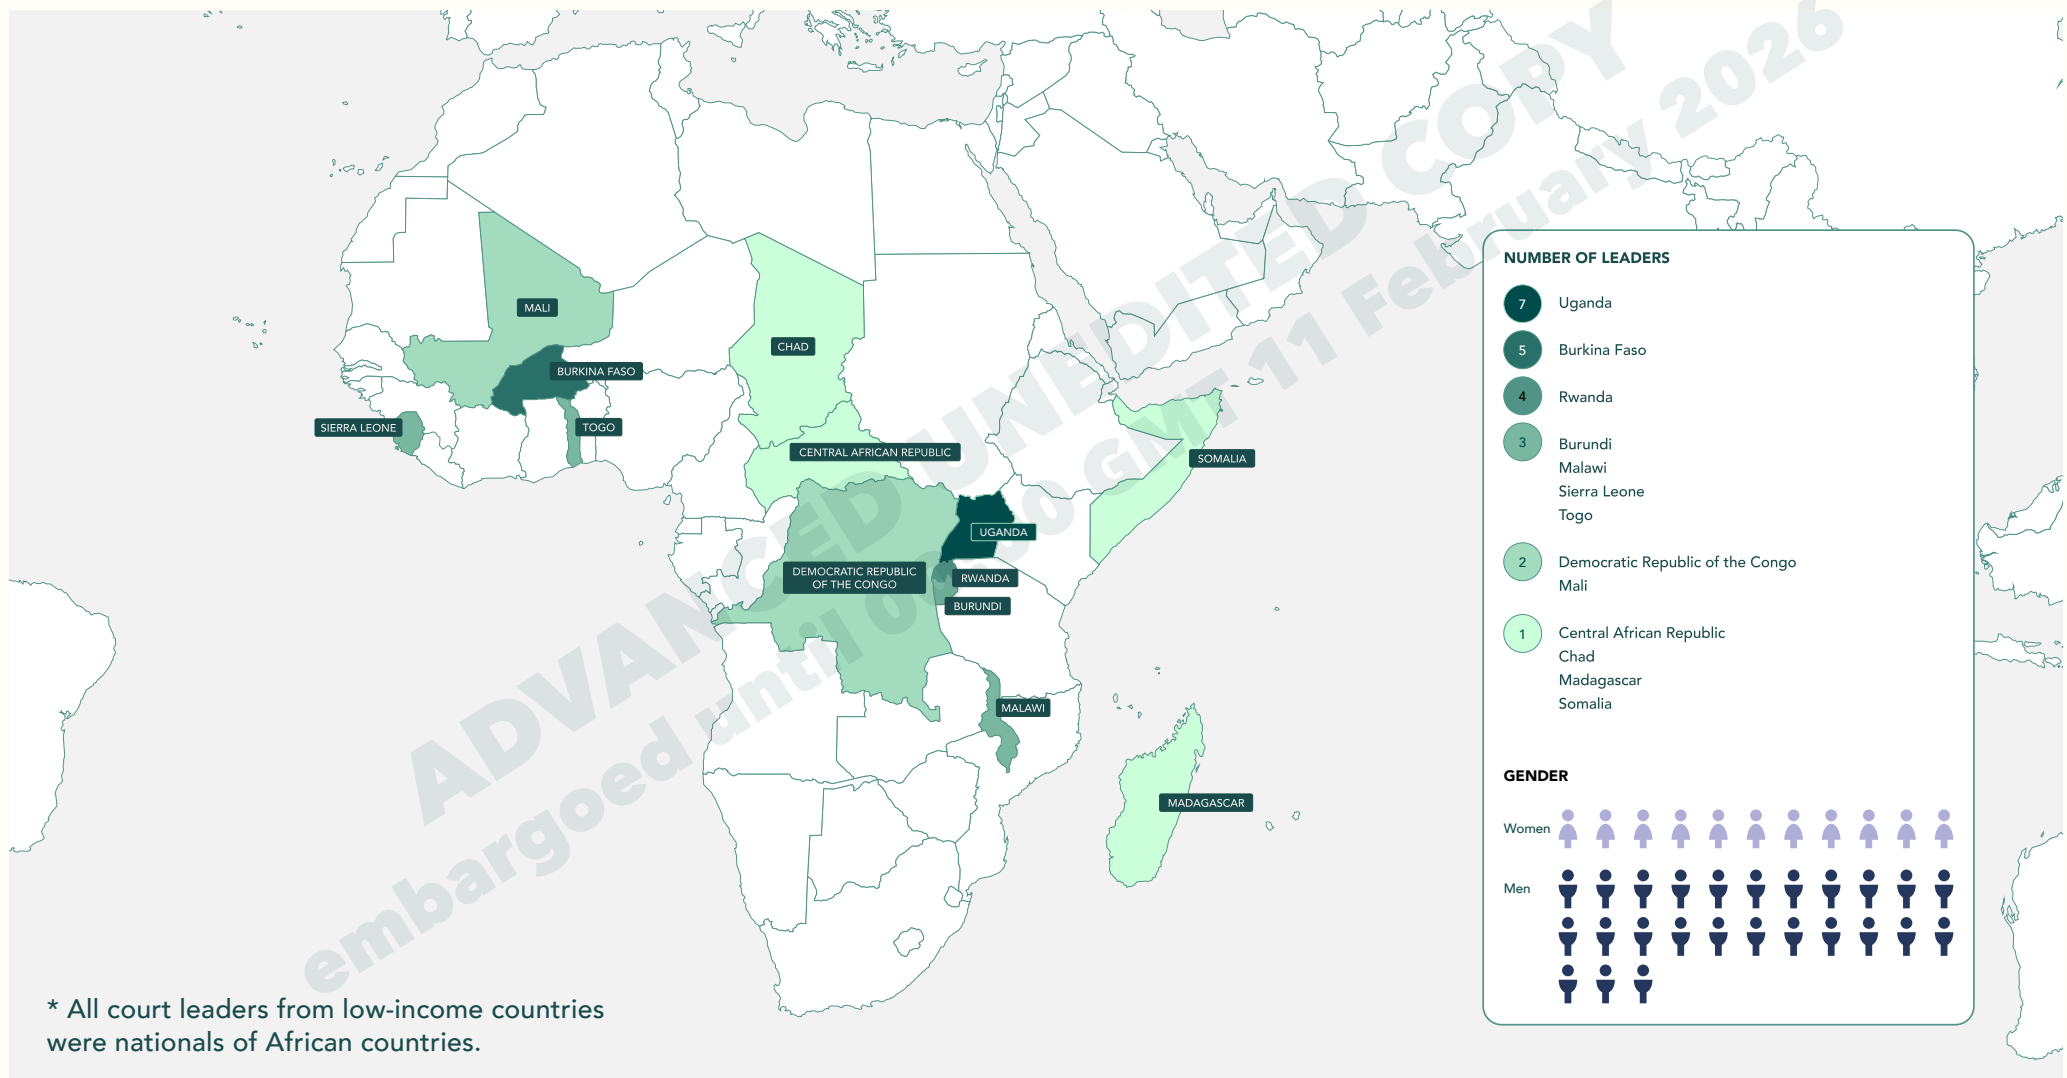 ADVANCED UNEDITED COPY
embargoed until 00:00 GMT 11 February 2026
MALI
CHAD
BURKINA FASO
SIERRA LEONE
TOGO
CENTRAL AFRICAN REPUBLIC
SOMALIA
UGANDA
DEMOCRATIC REPUBLIC
OF THE CONGO
RWANDA
BURUNDI
MALAWI
MADAGASCAR
NUMBER OF LEADERS
7 Uganda
5 Burkina Faso
4 Rwanda
3 Burundi
Malawi
Sierra Leone
Togo
2 Democratic Republic of the Congo
Mali
1 Central African Republic
Chad
Madagascar
Somalia
GENDER
Women
Men
* All court leaders from low-income countries
were nationals of African countries.